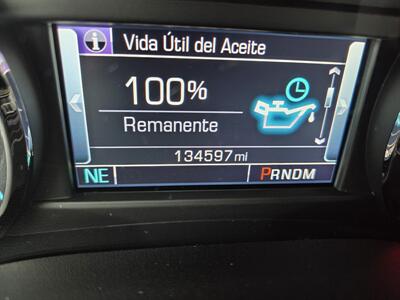 i Vida Útil del Aceite
100%
Remanente
134597 mi
NE PRNDM